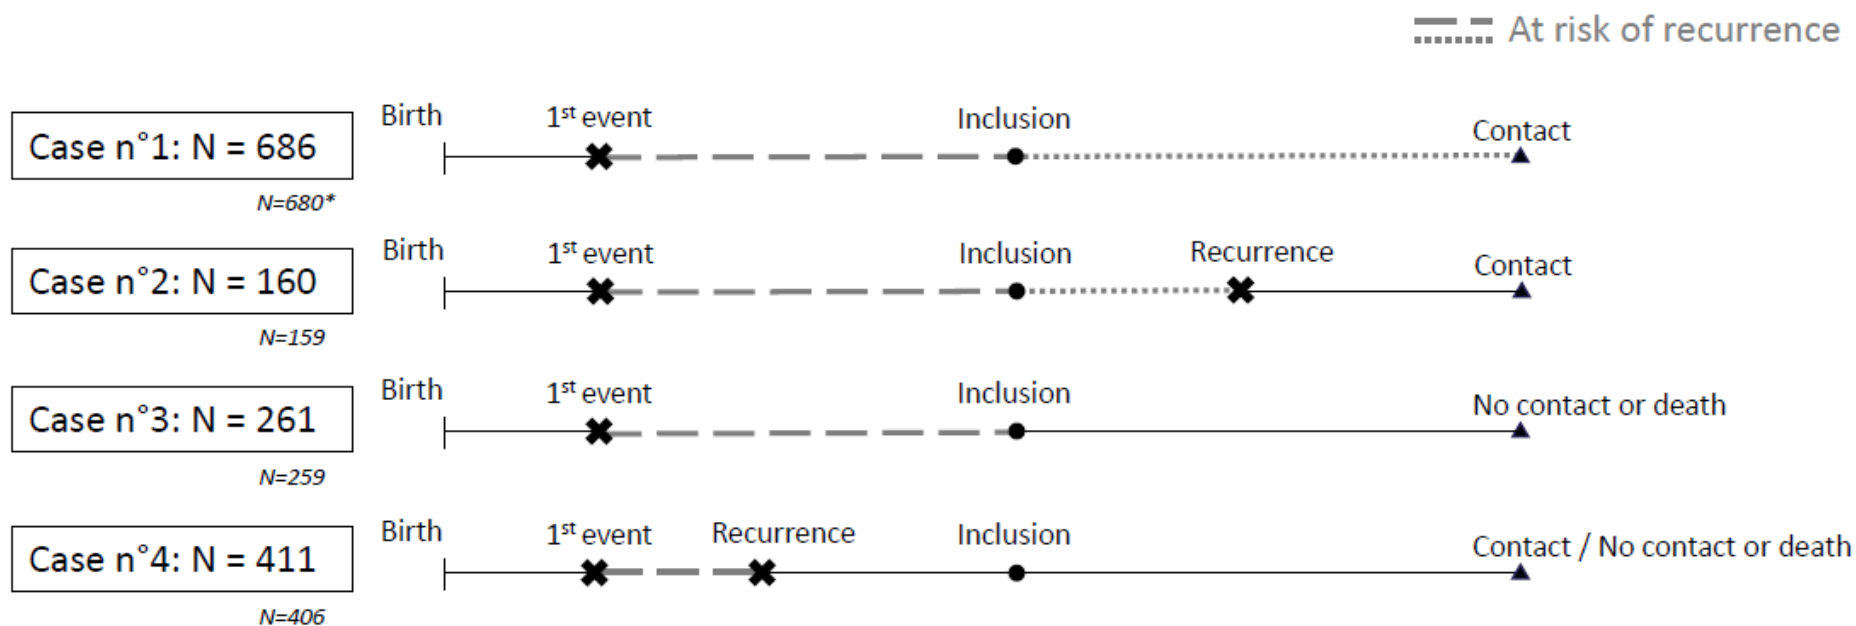 At risk of recurrence
Birth 1st event Inclusion Contact
Case n°1: N = 686
N=680*
Birth 1st event Inclusion Recurrence Contact
Case n°2: N = 160
N=159
Birth 1st event Inclusion No contact or death
Case n°3: N = 261
N=259
Birth 1st event Recurrence Inclusion Contact / No contact or death
Case n°4: N = 411
N=406